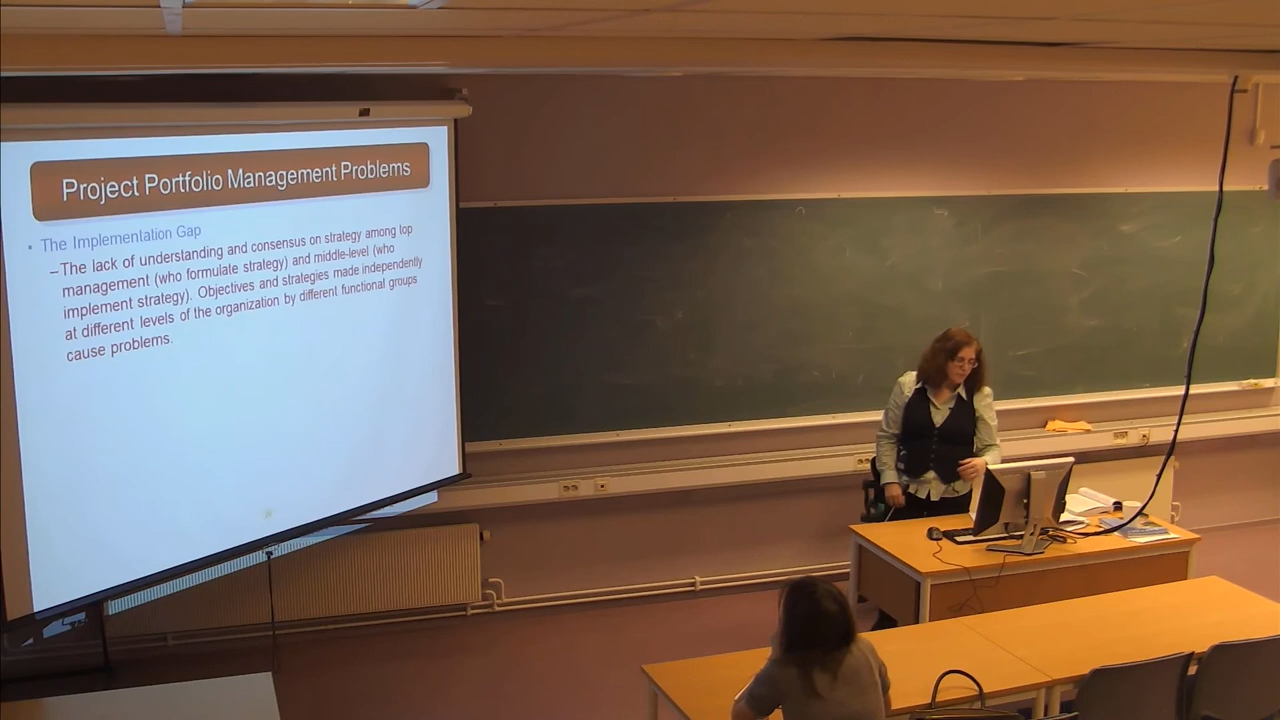 Project Portfolio Management Problems
• The Implementation Gap
–The lack of understanding and consensus on strategy among top
management (who formulate strategy) and middle-level (who
implement strategy). Objectives and strategies made independently
at different levels of the organization by different functional groups
cause problems.